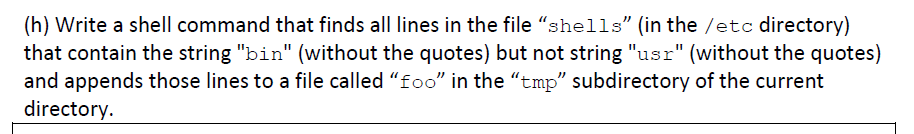 (h) Write a shell command that finds all lines in the file “shells” (in the /etc directory)
that contain the string "bin" (without the quotes) but not string "usr" (without the quotes)
and appends those lines to a file called “foo” in the “tmp” subdirectory of the current
directory.